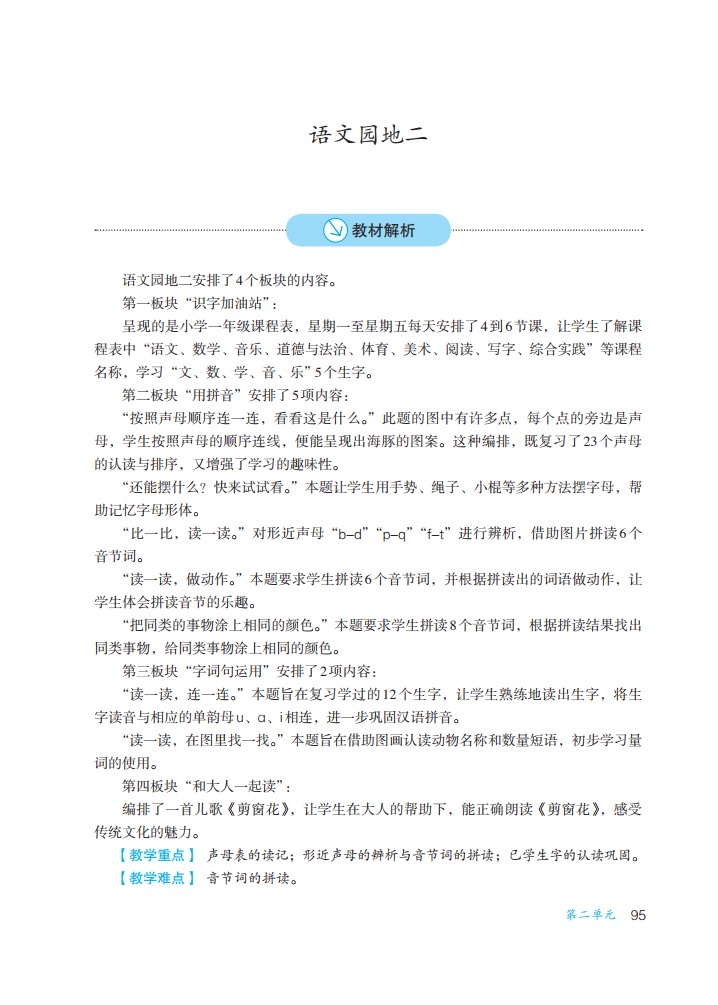 语文园地二
教材解析
语文园地二安排了4个板块的内容。
第一板块“识字加油站”：
呈现的是小学一年级课程表，星期一至星期五每天安排了4到6节课，让学生了解课
程表中“语文、数学、音乐、道德与法治、体育、美术、阅读、写字、综合实践”等课程
名称，学习“文、数、学、音、乐”5个生字。
第二板块“用拼音”安排了5项内容：
“按照声母顺序连一连，看看这是什么。”此题的图中有许多点，每个点的旁边是声
母，学生按照声母的顺序连线，便能呈现出海豚的图案。这种编排，既复习了23个声母
的认读与排序，又增强了学习的趣味性。
“还能摆什么？快来试试看。”本题让学生用手势、绳子、小棍等多种方法摆字母，帮
助记忆字母形体。
“比一比，读一读。”对形近声母“b–d”“p–q”“f–t”进行辨析，借助图片拼读6个
音节词。
“读一读，做动作。”本题要求学生拼读6个音节词，并根据拼读出的词语做动作，让
学生体会拼读音节的乐趣。
“把同类的事物涂上相同的颜色。”本题要求学生拼读8个音节词，根据拼读结果找出
同类事物，给同类事物涂上相同的颜色。
第三板块“字词句运用”安排了2项内容：
“读一读，连一连。”本题旨在复习学过的12个生字，让学生熟练地读出生字，将生
字读音与相应的单韵母u、ɑ、i相连，进一步巩固汉语拼音。
“读一读，在图里找一找。”本题旨在借助图画认读动物名称和数量短语，初步学习量
词的使用。
第四板块“和大人一起读”：
编排了一首儿歌《剪窗花》，让学生在大人的帮助下，能正确朗读《剪窗花》，感受
传统文化的魅力。
【教学重点】 声母表的读记；形近声母的辨析与音节词的拼读；已学生字的认读巩固。
【教学难点】 音节词的拼读。
第二单元 95